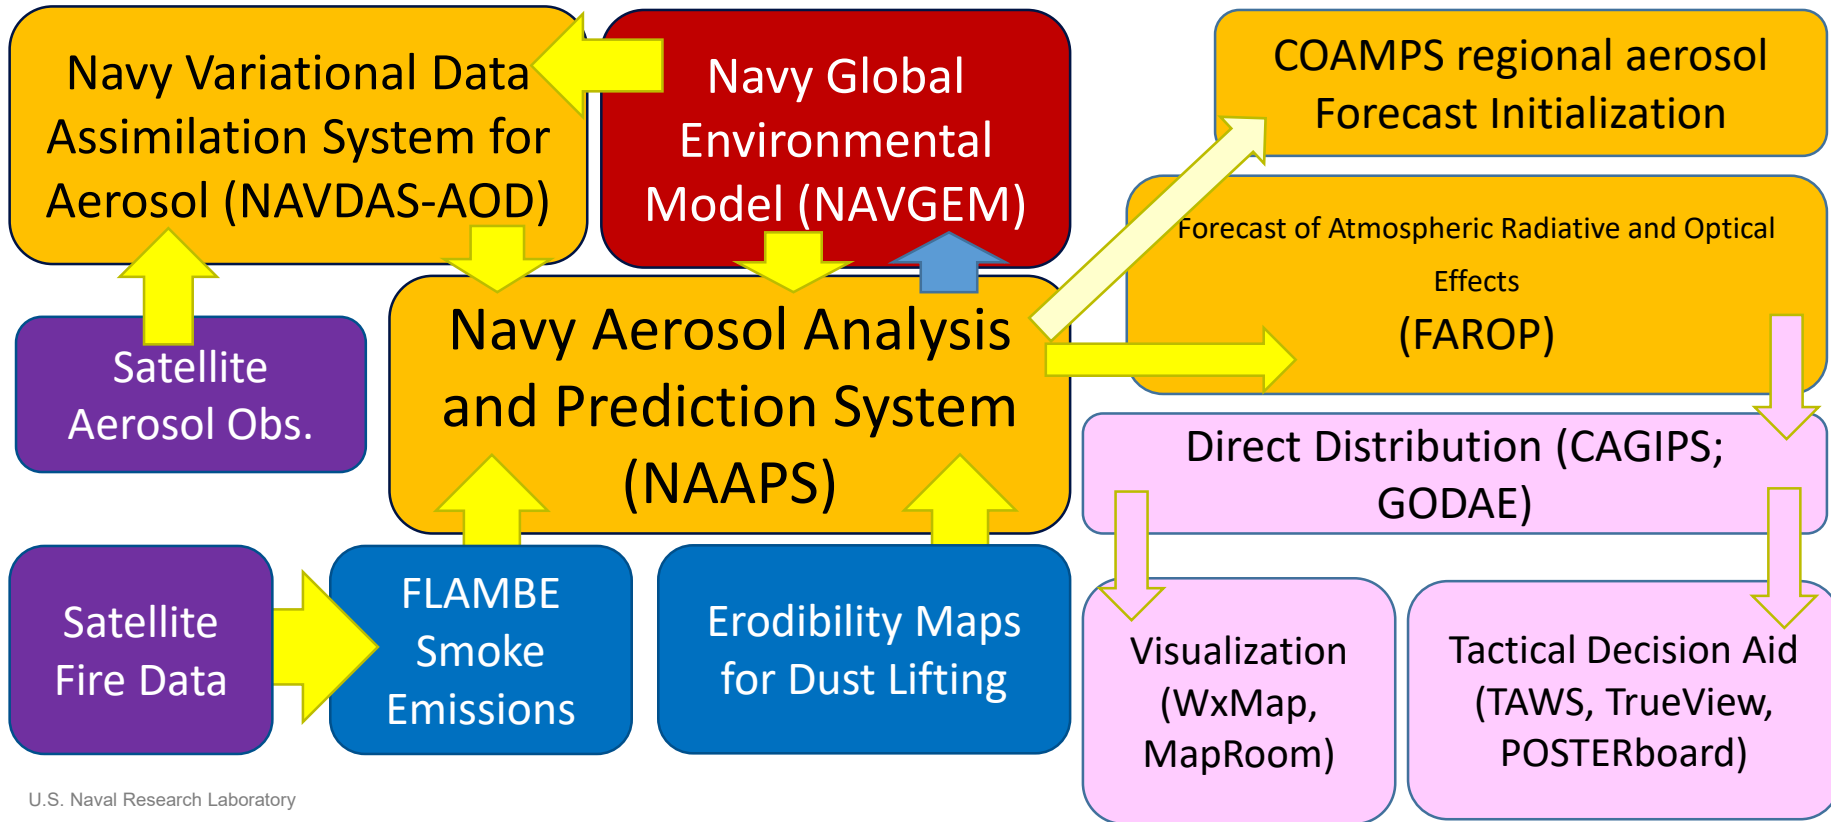 Navy Variational Data
Assimilation System for
Aerosol (NAVDAS-AOD)
Navy Global
Environmental
Model (NAVGEM)
COAMPS regional aerosol
Forecast Initialization
Forecast of Atmospheric Radiative and Optical
Effects
(FAROP)
Satellite
Aerosol Obs.
Navy Aerosol Analysis
and Prediction System
(NAAPS)
Direct Distribution (CAGIPS;
GODAE)
Satellite
Fire Data
FLAMBE
Smoke
Emissions
Erodibility Maps
for Dust Lifting
Visualization
(WxMap,
MapRoom)
Tactical Decision Aid
(TAWS, TrueView,
POSTERboard)
U.S. Naval Research Laboratory